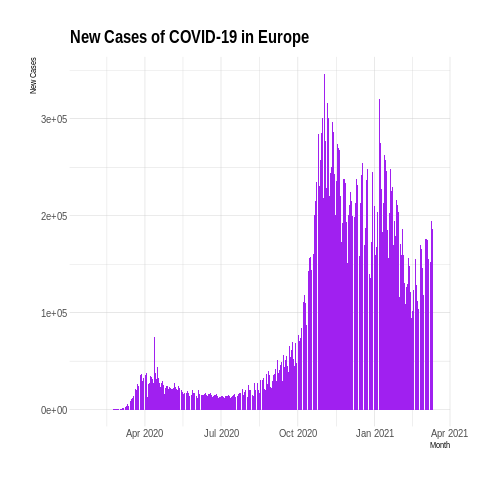 New Cases of COVID-19 in Europe
New Cases
3e+05
2e+05
1e+05
0e+00
Apr 2020 Jul 2020 Oct 2020 Jan 2021 Apr 2021
Month